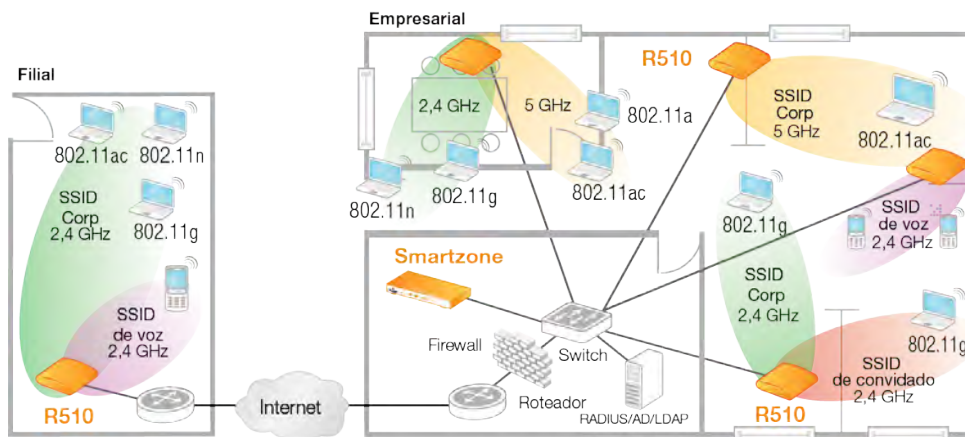 Filial
802.11ac
802.11n
SSID
Corp
2,4 GHz
802.11g
SSID
de voz
2,4 GHz
R510
Internet
Empresarial
2,4 GHz
5 GHz
802.11a
802.11n
802.11g
802.11ac
R510
SSID
Corp
5 GHz
802.11ac
802.11g
SSID
de voz
2,4 GHz
SSID
Corp
2,4 GHz
802.11g
SSID
de convidado
2,4 GHz
R510
Smartzone
Firewall
Switch
Roteador
RADIUS/AD/LDAP